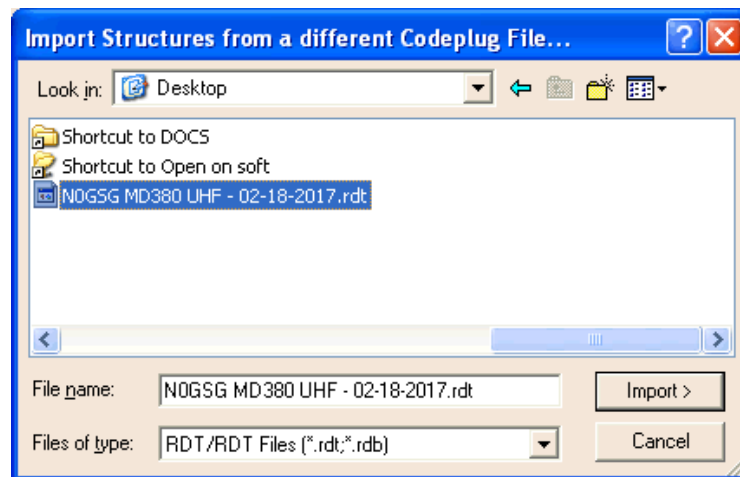 Import Structures from a different Codeplug File...
Look in: Desktop
Shortcut to DOCS
Shortcut to Open on soft
N0GSG MD380 UHF - 02-18-2017.rdt
File name: N0GSG MD380 UHF - 02-18-2017.rdt Import >
Files of type: RDT/RDT Files (*.rdt;*.rdb) Cancel